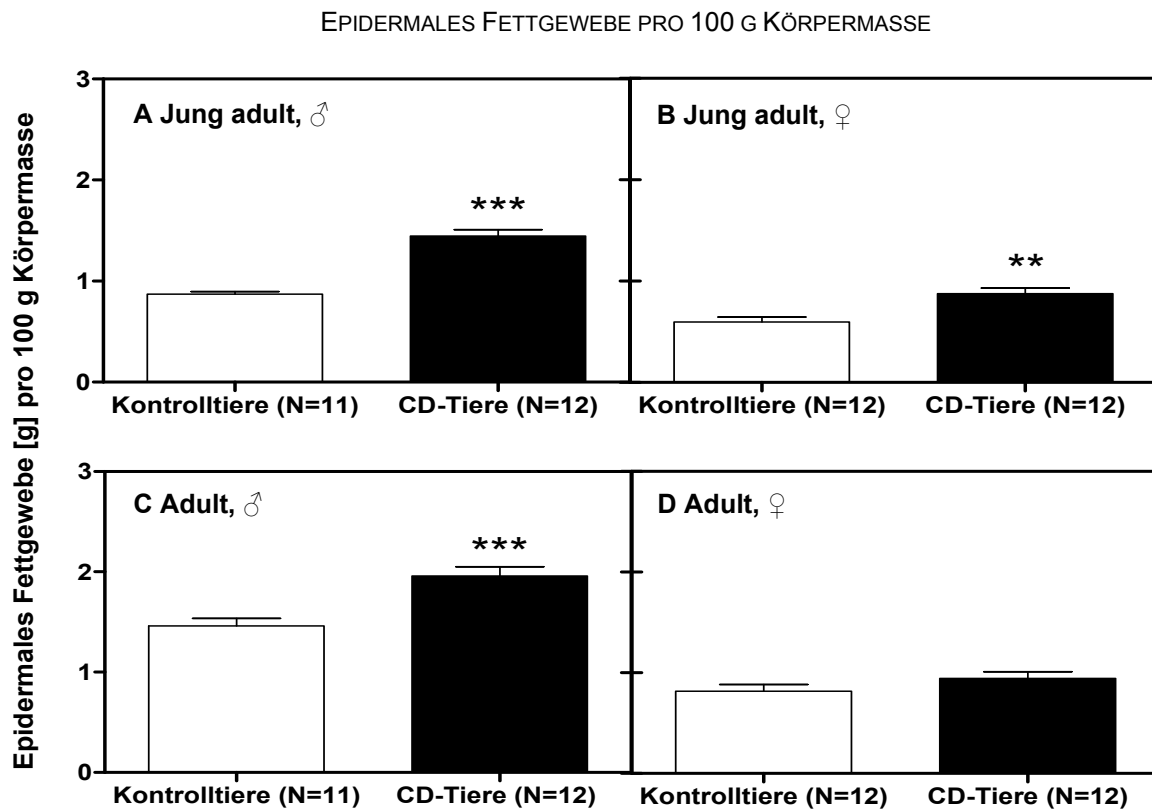 EPIDERMALES FETTGEWEBE PRO 100 G KÖRPERMASSE
Epidermales Fettgewebe [g] pro 100 g Körpermasse
3
2
1
0
A Jung adult, ♂
***
Kontrolltiere (N=11)
CD-Tiere (N=12)
B Jung adult, ♀
**
Kontrolltiere (N=12)
CD-Tiere (N=12)
3
2
1
0
C Adult, ♂
***
Kontrolltiere (N=11)
CD-Tiere (N=12)
D Adult, ♀
Kontrolltiere (N=12)
CD-Tiere (N=12)